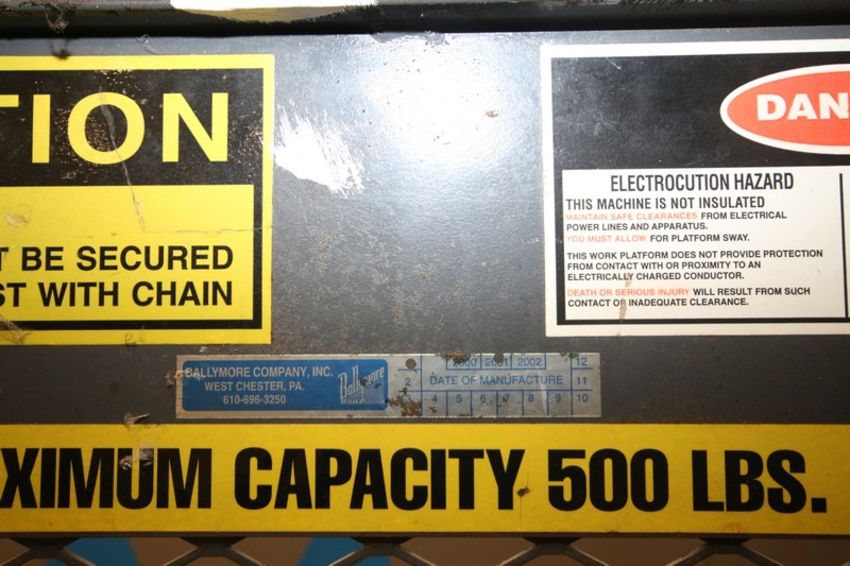 TION
T BE SECURED
ST WITH CHAIN
DAN
ELECTROCUTION HAZARD
THIS MACHINE IS NOT INSULATED
MAINTAIN SAFE CLEARANCES FROM ELECTRICAL
POWER LINES AND APPARATUS.
YOU MUST ALLOW FOR PLATFORM SWAY.
THIS WORK PLATFORM DOES NOT PROVIDE PROTECTION
FROM CONTACT WITH OR PROXIMITY TO AN
ELECTRICALLY CHARGED CONDUCTOR.
DEATH OR SERIOUS INJURY WILL RESULT FROM SUCH
CONTACT OR INADEQUATE CLEARANCE.
BALLYMORE COMPANY, INC.
WEST CHESTER, PA.
610-696-3250
Ballymore
2000 2001 2002 12
2 DATE OF MANUFACTURE 11
3 4 5 6 7 8 9 10
XIMUM CAPACITY 500 LBS.